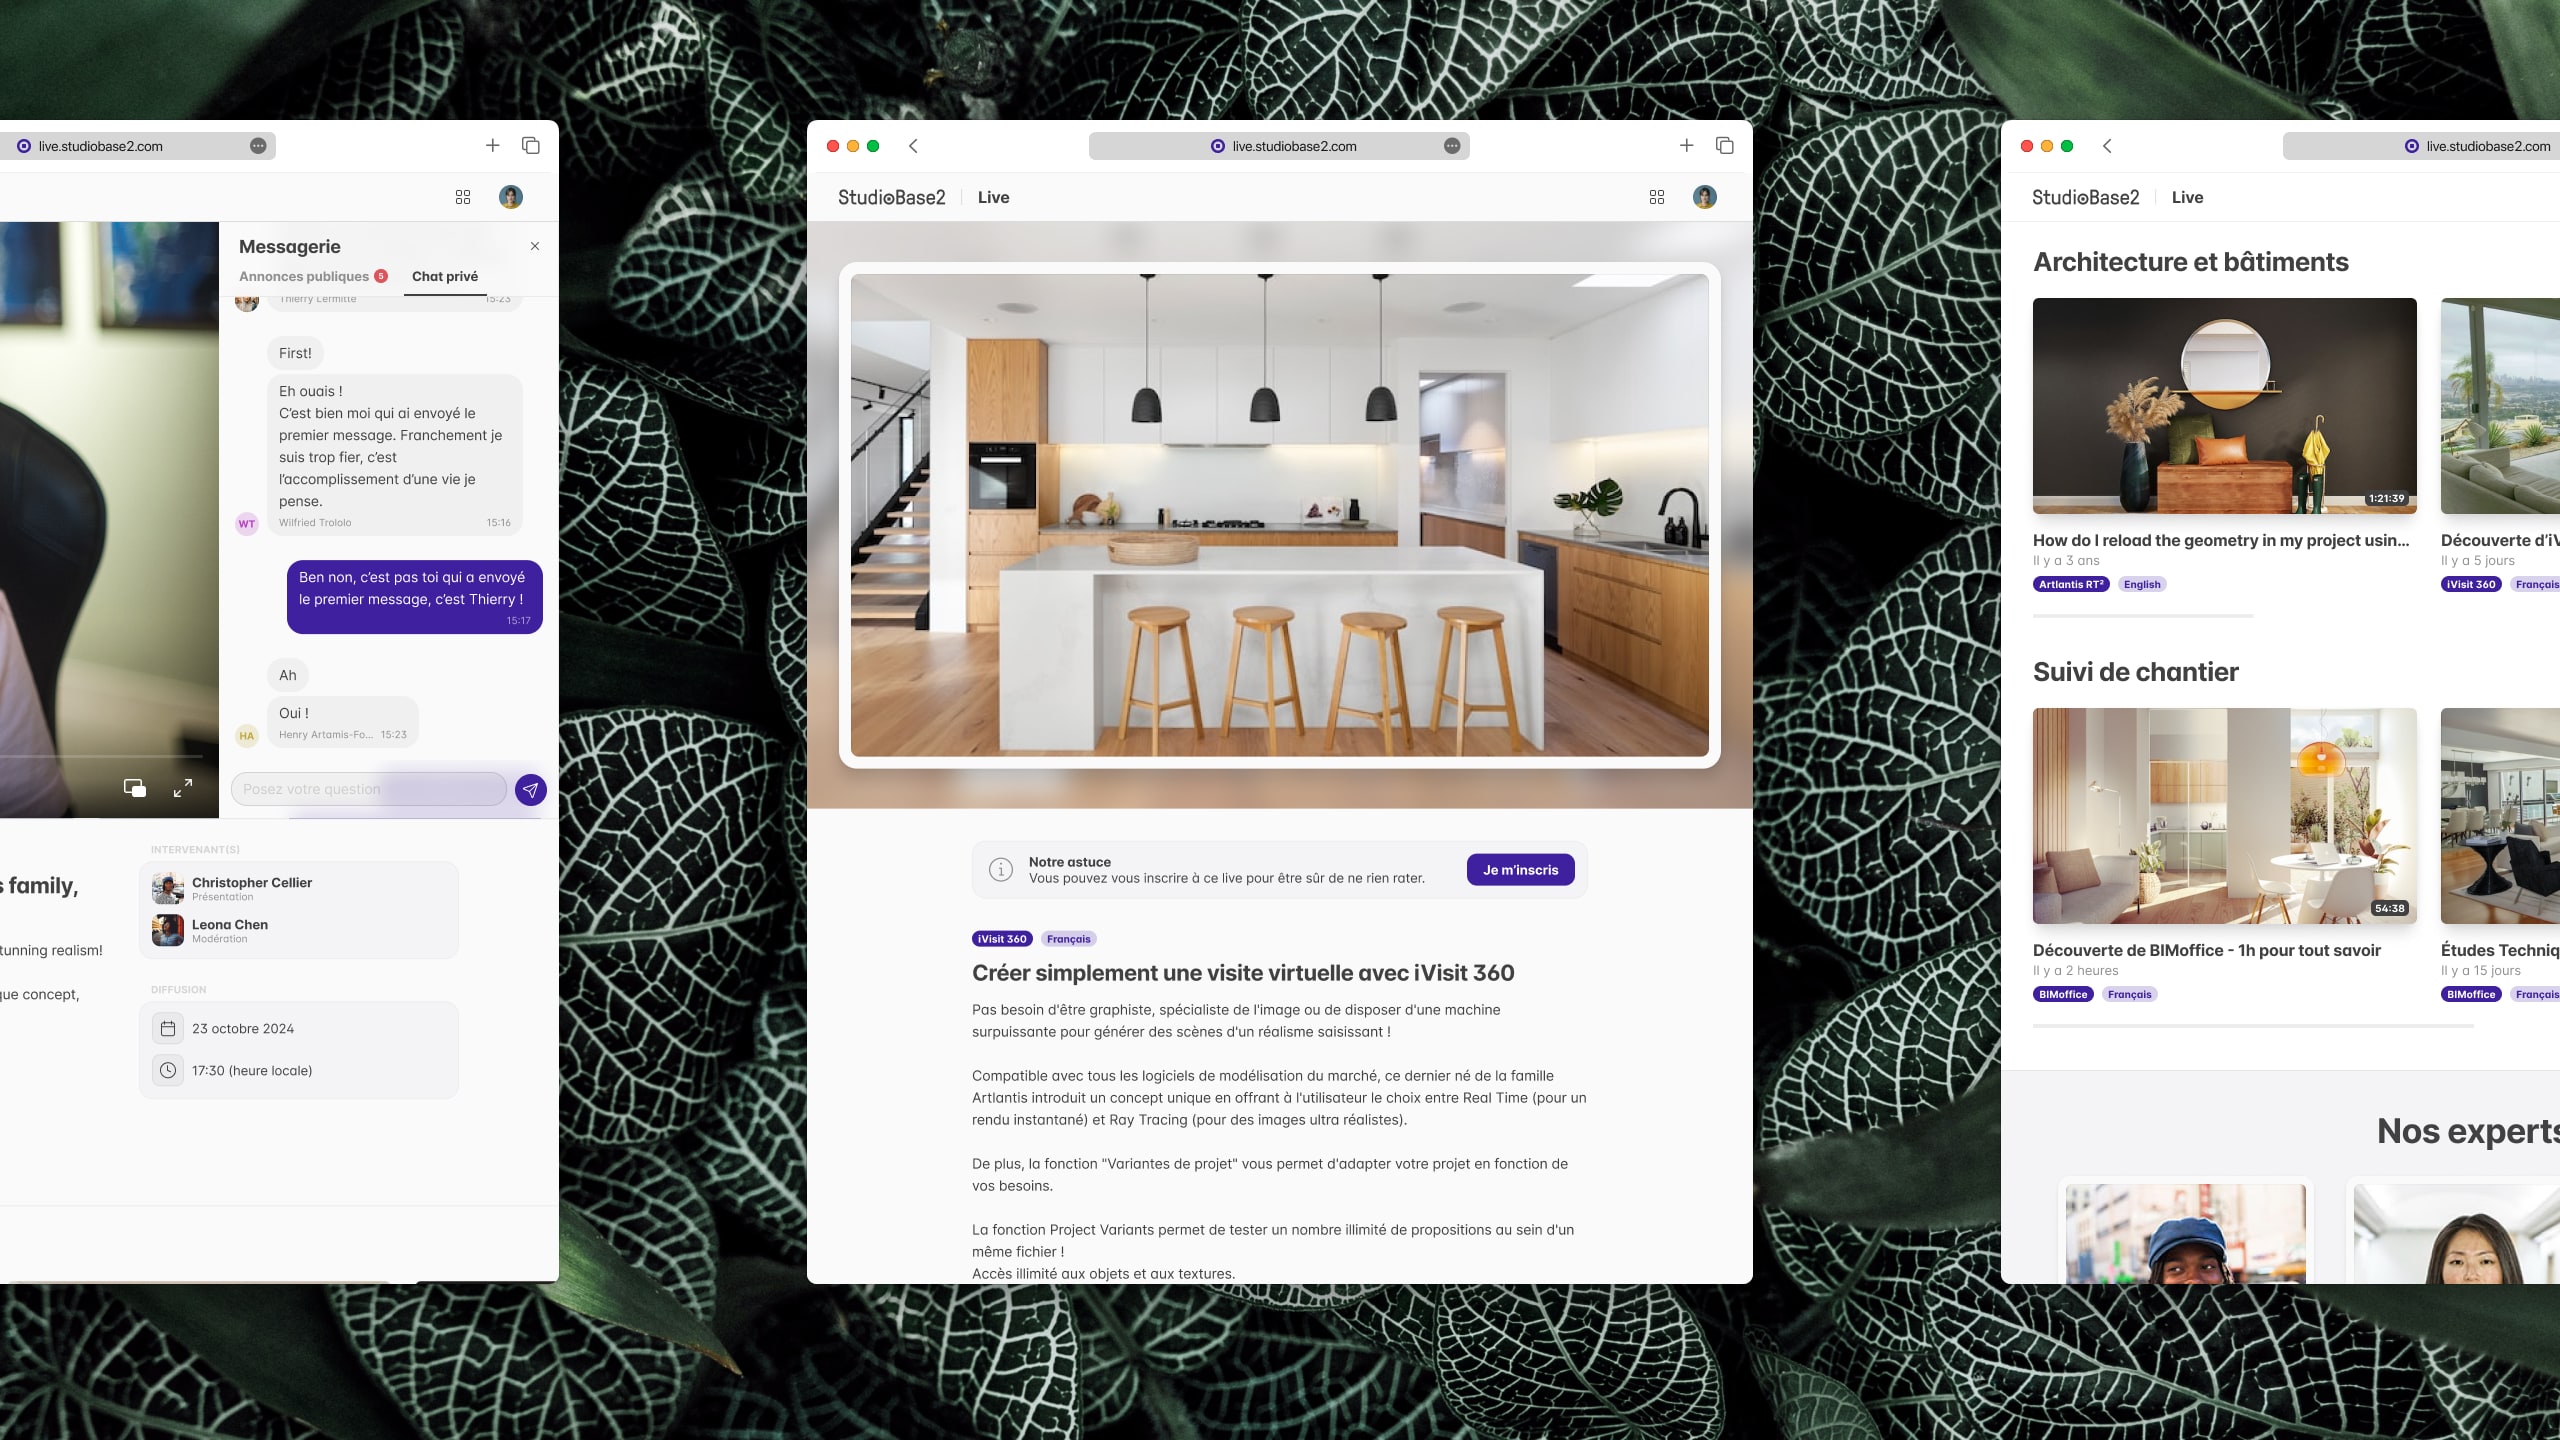 live.studiobase2.com
Messagerie
Annonces publiques 5
Chat privé
Thierry Lermitte 15:23
First!
Eh ouais !
C’est bien moi qui ai envoyé le
premier message. Franchement je
suis trop fier, c’est
l’accomplissement d’une vie je
pense.
WT
Wilfried Trololo 15:16
Ben non, c’est pas toi qui a envoyé
le premier message, c’est Thierry !
15:17
Ah
Oui !
HA
Henry Artamis-Fo... 15:23
Posez votre question
family,
tunning realism!
que concept,
INTERVENANT(S)
Christopher Cellier
Présentation
Leona Chen
Modération
DIFFUSION
23 octobre 2024
17:30 (heure locale)
live.studiobase2.com
StudioBase2 Live
Notre astuce
Vous pouvez vous inscrire à ce live pour être sûr de ne rien rater.
Je m’inscris
iVisit 360 Français
Créer simplement une visite virtuelle avec iVisit 360
Pas besoin d'être graphiste, spécialiste de l'image ou de disposer d'une machine
surpuissante pour générer des scènes d'un réalisme saisissant !
Compatible avec tous les logiciels de modélisation du marché, ce dernier né de la famille
Artlantis introduit un concept unique en offrant à l'utilisateur le choix entre Real Time (pour un
rendu instantané) et Ray Tracing (pour des images ultra réalistes).
De plus, la fonction "Variantes de projet" vous permet d'adapter votre projet en fonction de
vos besoins.
La fonction Project Variants permet de tester un nombre illimité de propositions au sein d'un
même fichier !
Accès illimité aux objets et aux textures.
live.studiobase2.com
StudioBase2 Live
Architecture et bâtiments
1:21:39
How do I reload the geometry in my project usin...
Il y a 3 ans
Artlantis RT² English
Découverte d’iV
Il y a 5 jours
iVisit 360 Français
Suivi de chantier
54:38
Découverte de BIMoffice - 1h pour tout savoir
Il y a 2 heures
BIMoffice Français
Études Techniq
Il y a 15 jours
BIMoffice Français
Nos experts